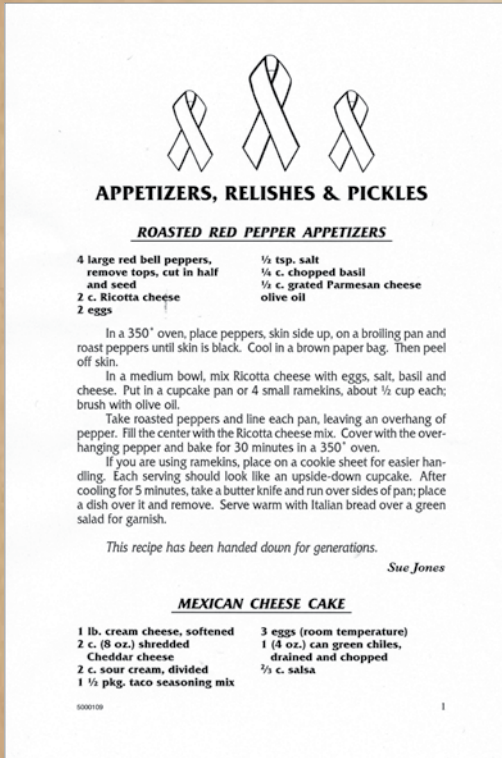 APPETIZERS, RELISHES & PICKLES
ROASTED RED PEPPER APPETIZERS
4 large red bell peppers,
remove tops, cut in half
and seed
2 c. Ricotta cheese
2 eggs
½ tsp. salt
¼ c. chopped basil
½ c. grated Parmesan cheese
olive oil
In a 350˚ oven, place peppers, skin side up, on a broiling pan and
roast peppers until skin is black. Cool in a brown paper bag. Then peel
off skin.
In a medium bowl, mix Ricotta cheese with eggs, salt, basil and
cheese. Put in a cupcake pan or 4 small ramekins, about ½ cup each;
brush with olive oil.
Take roasted peppers and line each pan, leaving an overhang of
pepper. Fill the center with the Ricotta cheese mix. Cover with the over-
hanging pepper and bake for 30 minutes in a 350˚ oven.
If you are using ramekins, place on a cookie sheet for easier han-
dling. Each serving should look like an upside-down cupcake. After
cooling for 5 minutes, take a butter knife and run over sides of pan; place
a dish over it and remove. Serve warm with Italian bread over a green
salad for garnish.
This recipe has been handed down for generations.
Sue Jones
MEXICAN CHEESE CAKE
1 lb. cream cheese, softened
2 c. (8 oz.) shredded
Cheddar cheese
2 c. sour cream, divided
1 ½ pkg. taco seasoning mix
3 eggs (room temperature)
1 (4 oz.) can green chiles,
drained and chopped
⅔ c. salsa
5000109
1